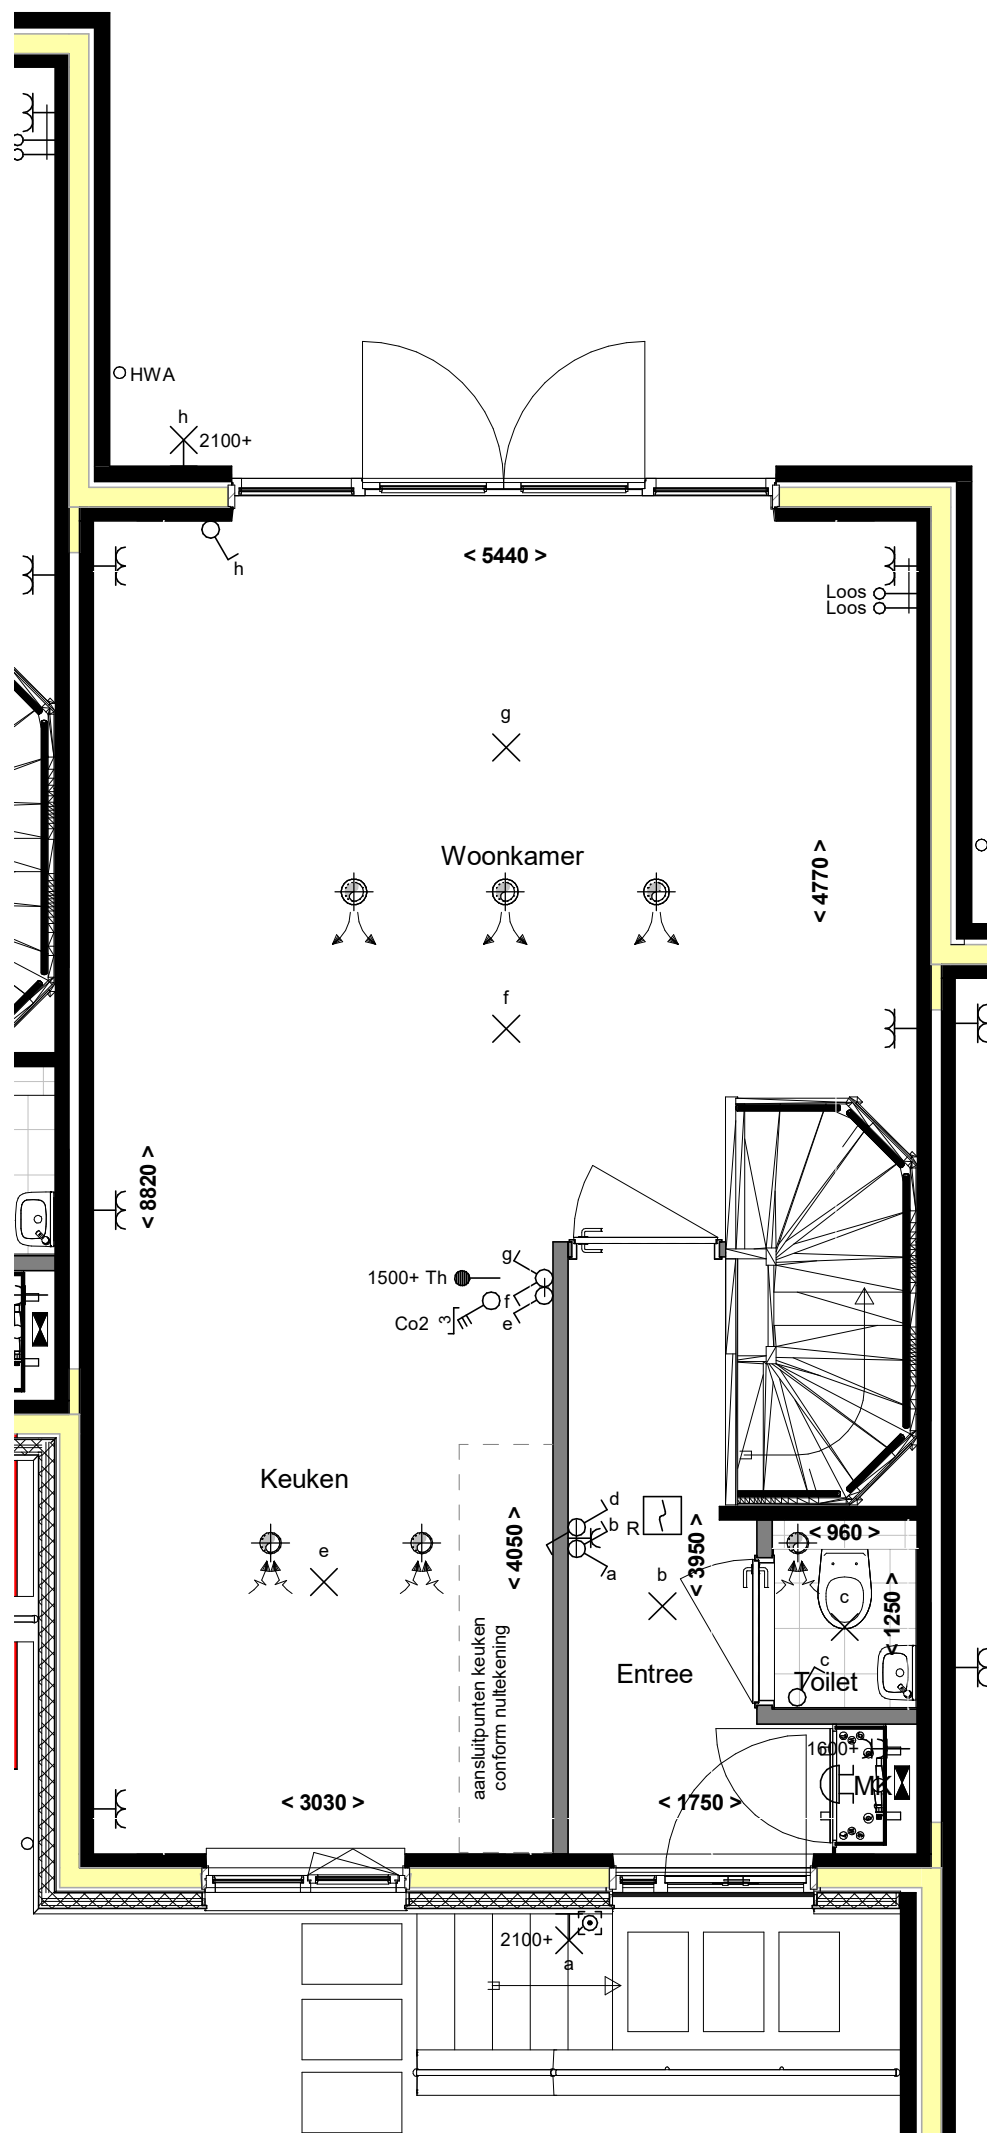 HWA
h
2100+
h
< 5440 >
Loos
Loos
g
Woonkamer
< 4770 >
f
< 8820 >
g
1500+ Th
f
Co2
3
e
Keuken
e
< 4050 >
d
b
R
a
< 3950 >
b
< 960 >
c
< 1250 >
c
Toilet
Entree
aansluitpunten keuken
conform nultekening
1600+
MK
< 3030 >
< 1750 >
2100+
a